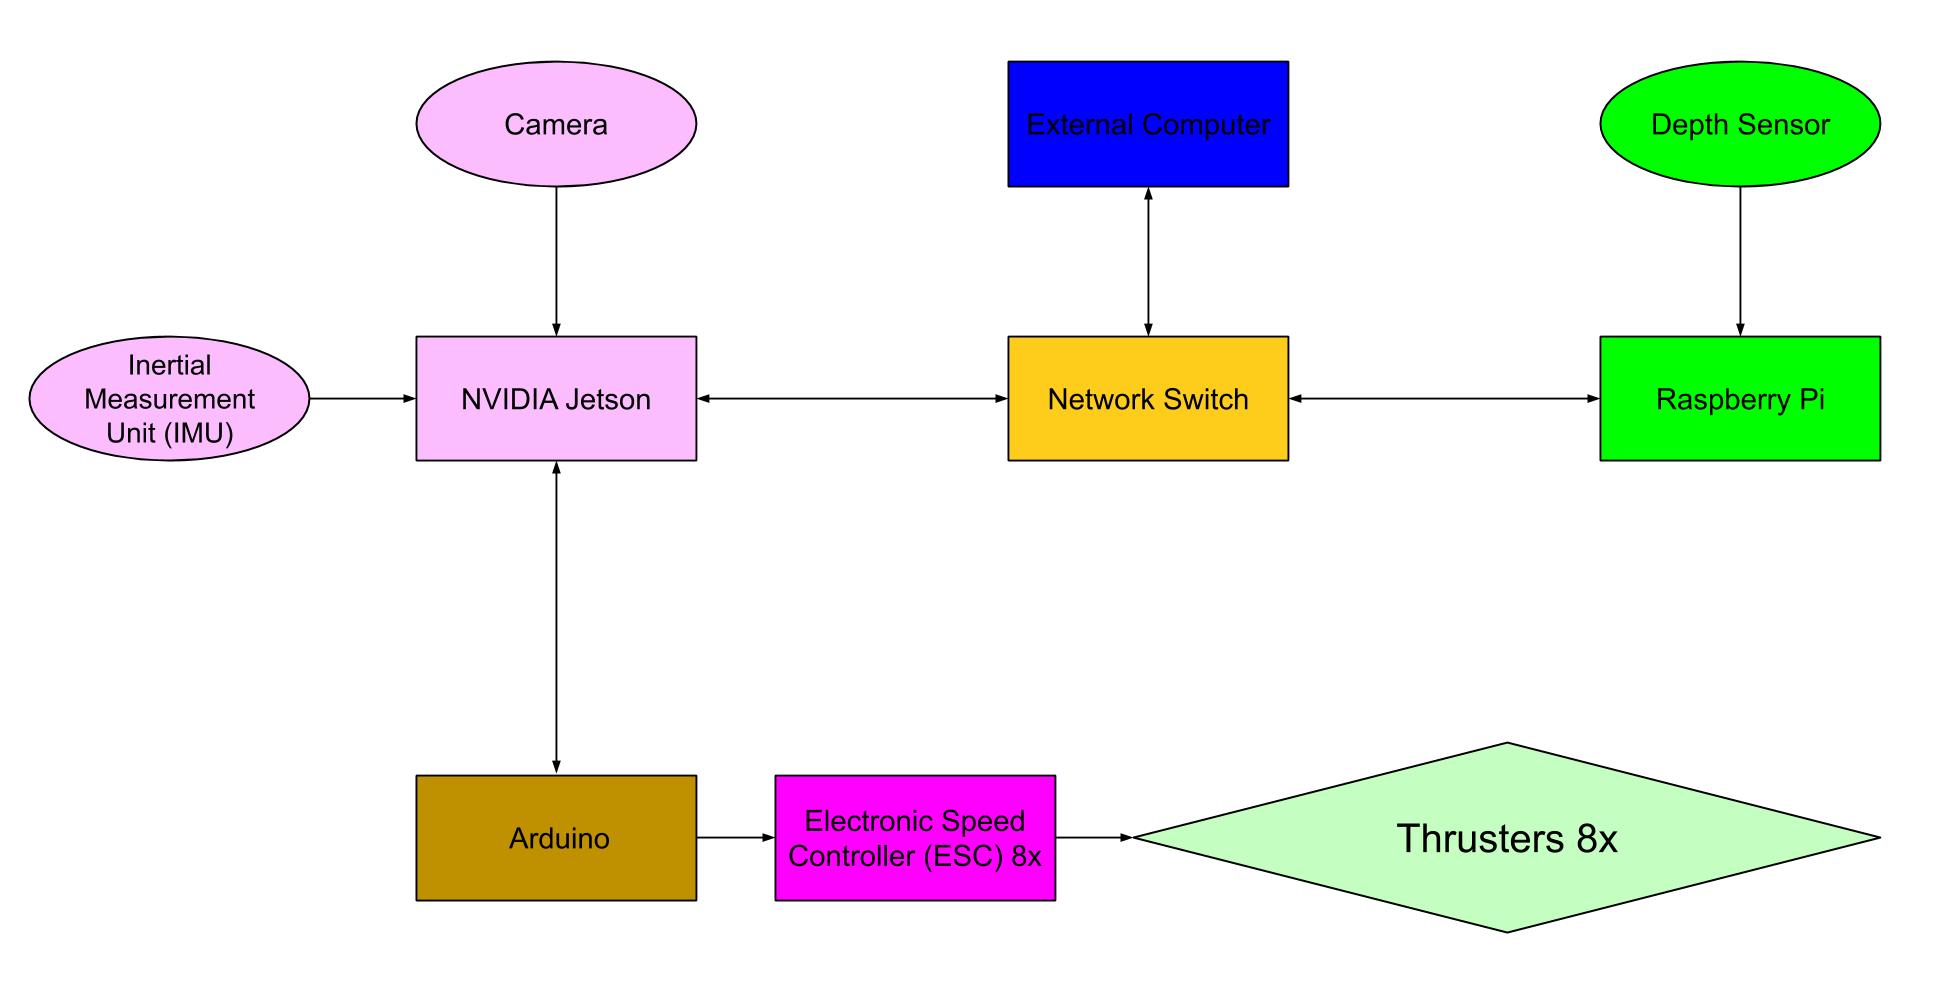 Camera
External Computer
Depth Sensor
Inertial
Measurement
Unit (IMU)
NVIDIA Jetson
Network Switch
Raspberry Pi
Arduino
Electronic Speed
Controller (ESC) 8x
Thrusters 8x